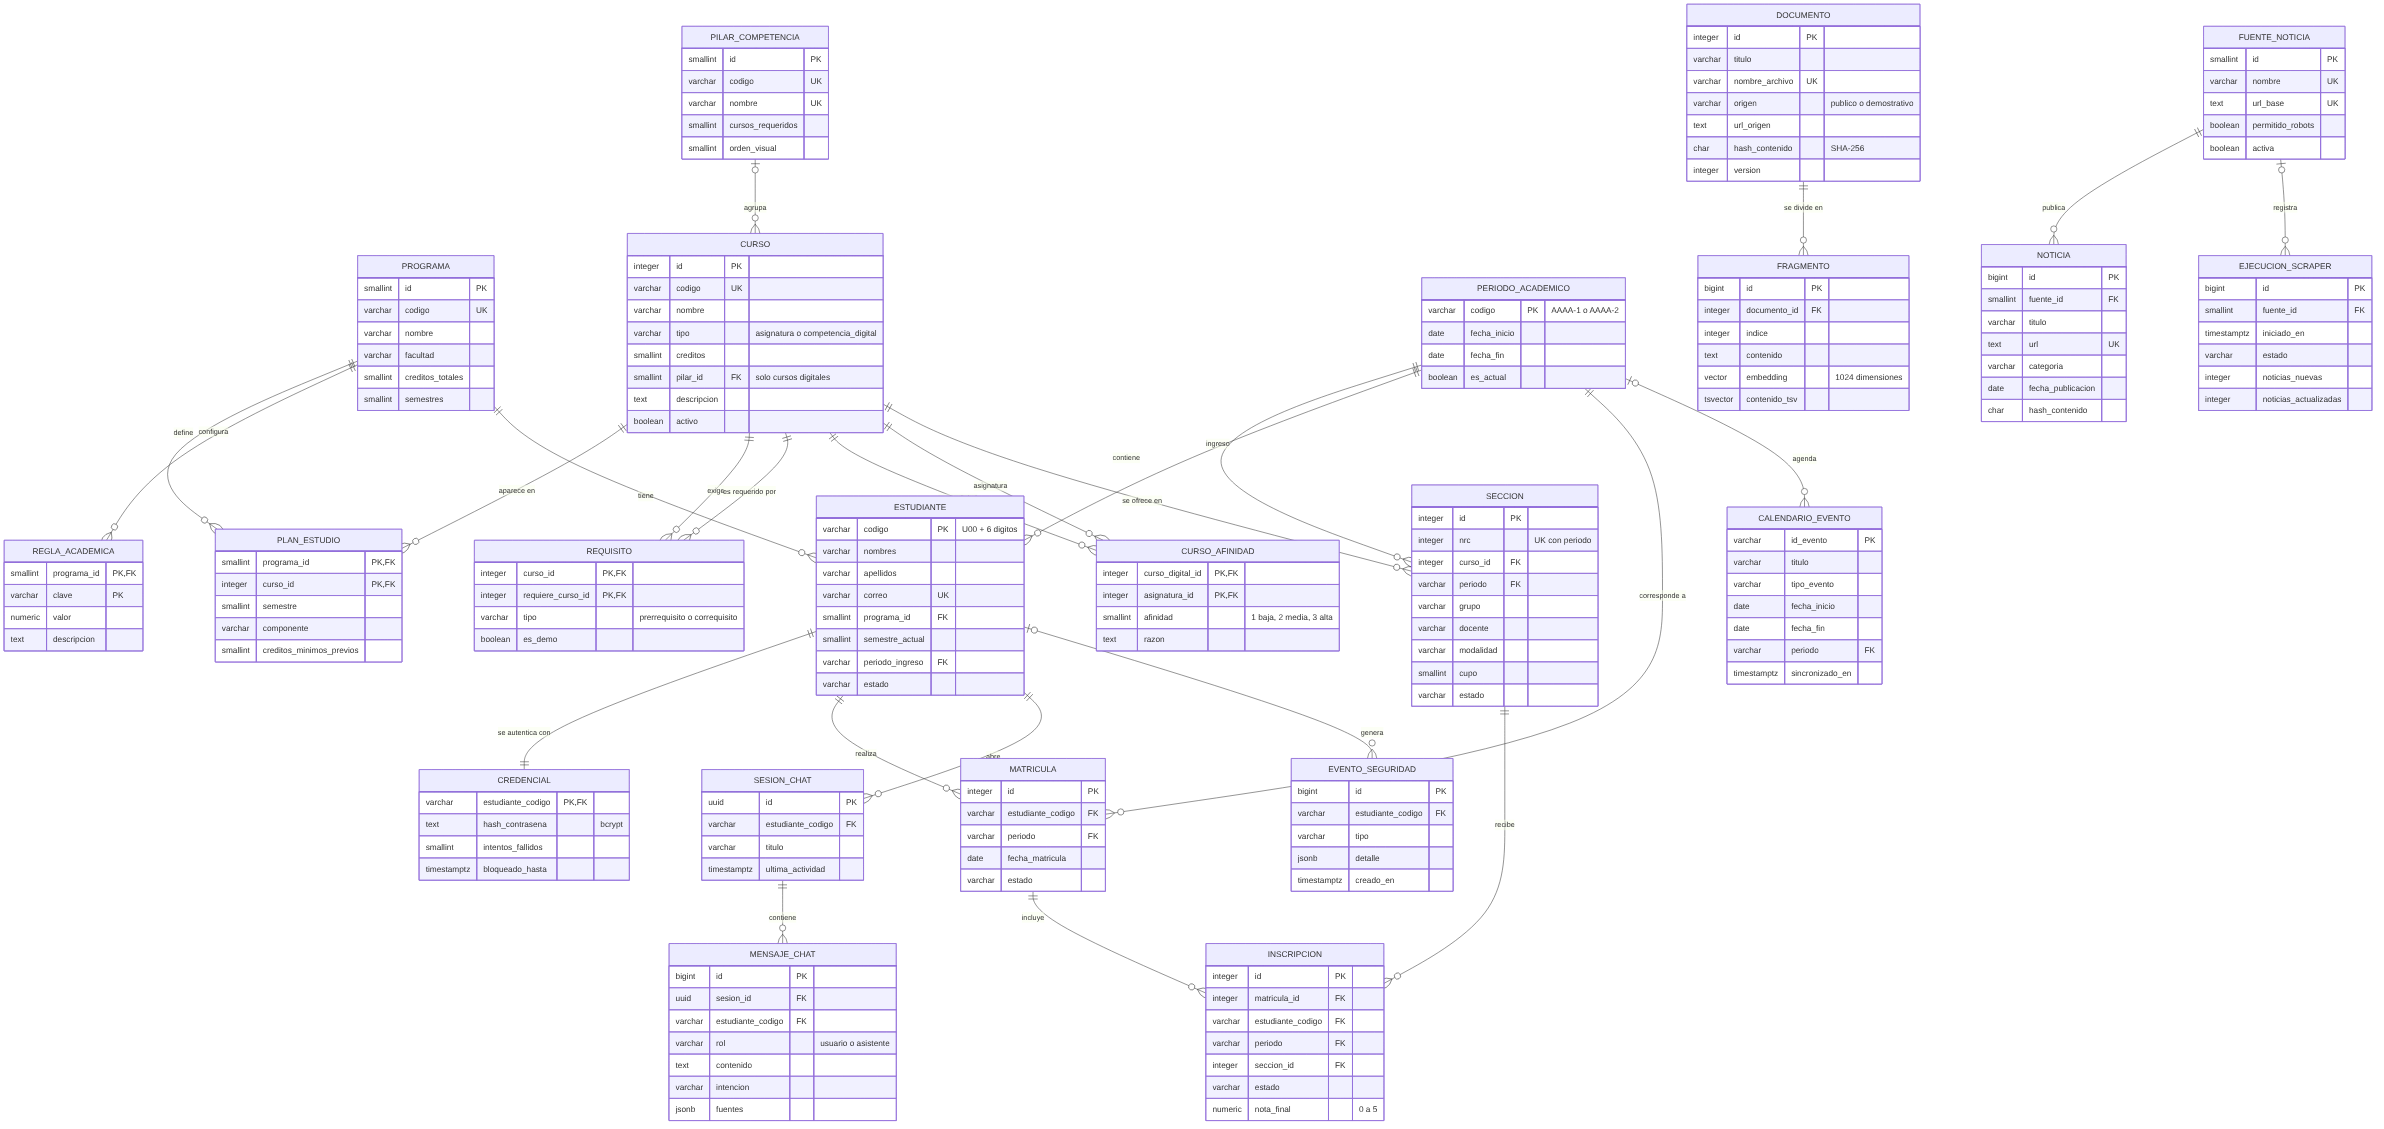 PILAR_COMPETENCIA
smallint id PK
varchar codigo UK
varchar nombre UK
smallint cursos_requeridos
smallint orden_visual
DOCUMENTO
integer id PK
varchar titulo
varchar nombre_archivo UK
varchar origen publico o demostrativo
text url_origen
char hash_contenido SHA-256
integer version
FUENTE_NOTICIA
smallint id PK
varchar nombre UK
text url_base UK
boolean permitido_robots
boolean activa
agrupa
se divide en
publica
registra
PROGRAMA
smallint id PK
varchar codigo UK
varchar nombre
varchar facultad
smallint creditos_totales
smallint semestres
CURSO
integer id PK
varchar codigo UK
varchar nombre
varchar tipo asignatura o competencia_digital
smallint creditos
smallint pilar_id FK solo cursos digitales
text descripcion
boolean activo
PERIODO_ACADEMICO
varchar codigo PK AAAA-1 o AAAA-2
date fecha_inicio
date fecha_fin
boolean es_actual
FRAGMENTO
bigint id PK
integer documento_id FK
integer indice
text contenido
vector embedding 1024 dimensiones
tsvector contenido_tsv
NOTICIA
bigint id PK
smallint fuente_id FK
varchar titulo
text url UK
varchar categoria
date fecha_publicacion
char hash_contenido
EJECUCION_SCRAPER
bigint id PK
smallint fuente_id FK
timestamptz iniciado_en
varchar estado
integer noticias_nuevas
integer noticias_actualizadas
define
configura
tiene
aparece en
exige
es requerido por
asignatura
se ofrece en
contiene
ingreso
corresponde a
agenda
REGLA_ACADEMICA
smallint programa_id PK,FK
varchar clave PK
numeric valor
text descripcion
PLAN_ESTUDIO
smallint programa_id PK,FK
integer curso_id PK,FK
smallint semestre
varchar componente
smallint creditos_minimos_previos
REQUISITO
integer curso_id PK,FK
integer requiere_curso_id PK,FK
varchar tipo prerrequisito o correquisito
boolean es_demo
ESTUDIANTE
varchar codigo PK U00 + 6 digitos
varchar nombres
varchar apellidos
varchar correo UK
smallint programa_id FK
smallint semestre_actual
varchar periodo_ingreso FK
varchar estado
CURSO_AFINIDAD
integer curso_digital_id PK,FK
integer asignatura_id PK,FK
smallint afinidad 1 baja, 2 media, 3 alta
text razon
SECCION
integer id PK
integer nrc UK con periodo
integer curso_id FK
varchar periodo FK
varchar grupo
varchar docente
varchar modalidad
smallint cupo
varchar estado
CALENDARIO_EVENTO
varchar id_evento PK
varchar titulo
varchar tipo_evento
date fecha_inicio
date fecha_fin
varchar periodo FK
timestamptz sincronizado_en
se autentica con
realiza
abre
genera
recibe
CREDENCIAL
varchar estudiante_codigo PK,FK
text hash_contrasena bcrypt
smallint intentos_fallidos
timestamptz bloqueado_hasta
SESION_CHAT
uuid id PK
varchar estudiante_codigo FK
varchar titulo
timestamptz ultima_actividad
MATRICULA
integer id PK
varchar estudiante_codigo FK
varchar periodo FK
date fecha_matricula
varchar estado
EVENTO_SEGURIDAD
bigint id PK
varchar estudiante_codigo FK
varchar tipo
jsonb detalle
timestamptz creado_en
contiene
incluye
MENSAJE_CHAT
bigint id PK
uuid sesion_id FK
varchar estudiante_codigo FK
varchar rol usuario o asistente
text contenido
varchar intencion
jsonb fuentes
INSCRIPCION
integer id PK
integer matricula_id FK
varchar estudiante_codigo FK
varchar periodo FK
integer seccion_id FK
varchar estado
numeric nota_final 0 a 5